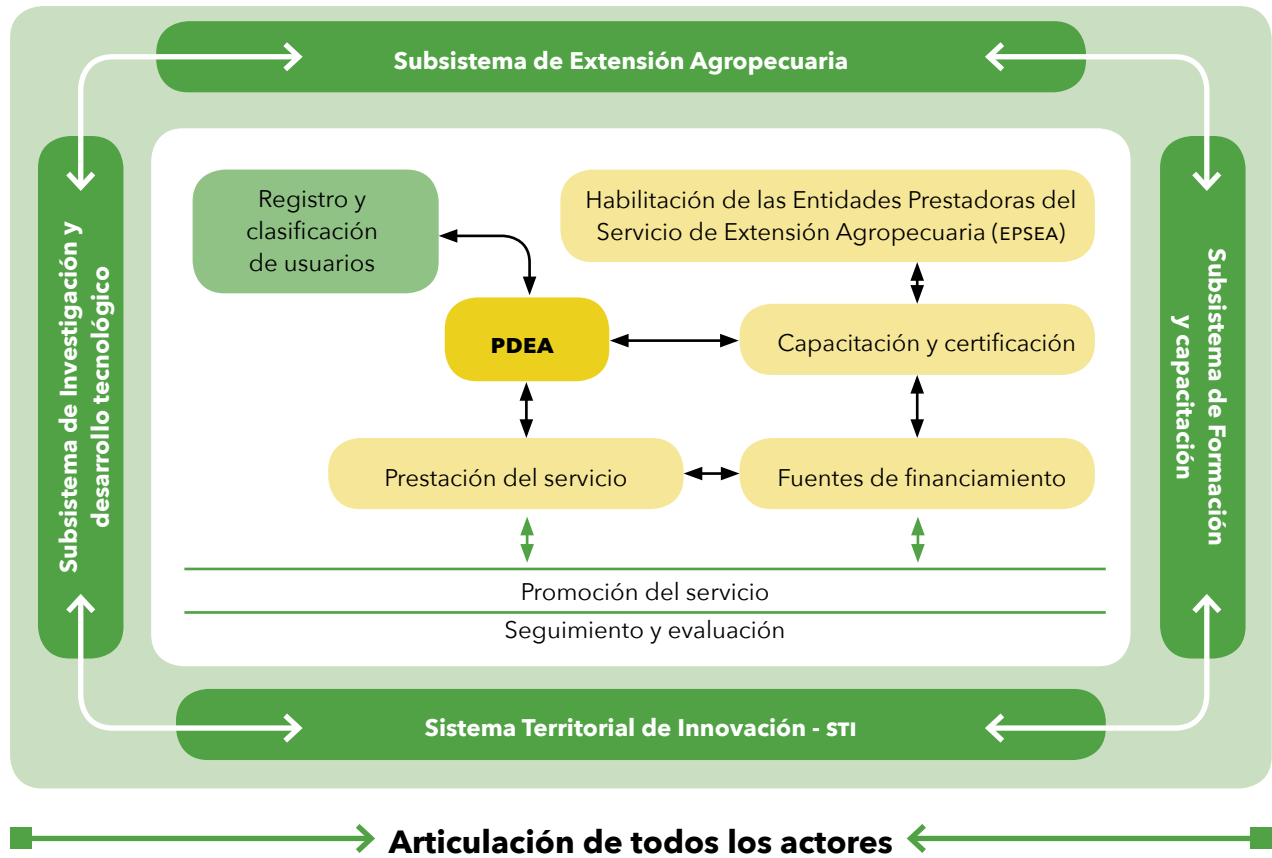 Subsistema de Extensión Agropecuaria
Subsistema de Investigación y
desarrollo tecnológico
Registro y
clasificación
de usuarios
Habilitación de las Entidades Prestadoras del
Servicio de Extensión Agropecuaria (EPSEA)
PDEA
Capacitación y certificación
Prestación del servicio
Fuentes de financiamiento
Promoción del servicio
Seguimiento y evaluación
Subsistema de Formación
y capacitación
Sistema Territorial de Innovación - STI
Articulación de todos los actores